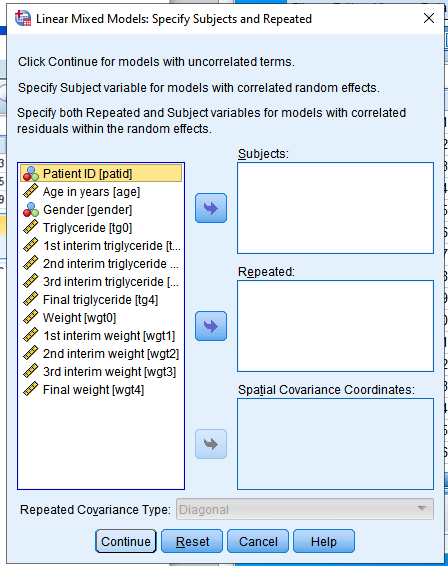 Linear Mixed Models: Specify Subjects and Repeated
Click Continue for models with uncorrelated terms.
Specify Subject variable for models with correlated random effects.
Specify both Repeated and Subject variables for models with correlated
residuals within the random effects.
Subjects:
Patient ID [patid]
Age in years [age]
Gender [gender]
Triglyceride [tg0]
1st interim triglyceride [t...
2nd interim triglyceride ...
3rd interim triglyceride [...
Final triglyceride [tg4]
Weight [wgt0]
1st interim weight [wgt1]
2nd interim weight [wgt2]
3rd interim weight [wgt3]
Final weight [wgt4]
Repeated:
Spatial Covariance Coordinates:
Repeated Covariance Type: Diagonal
Continue Reset Cancel Help